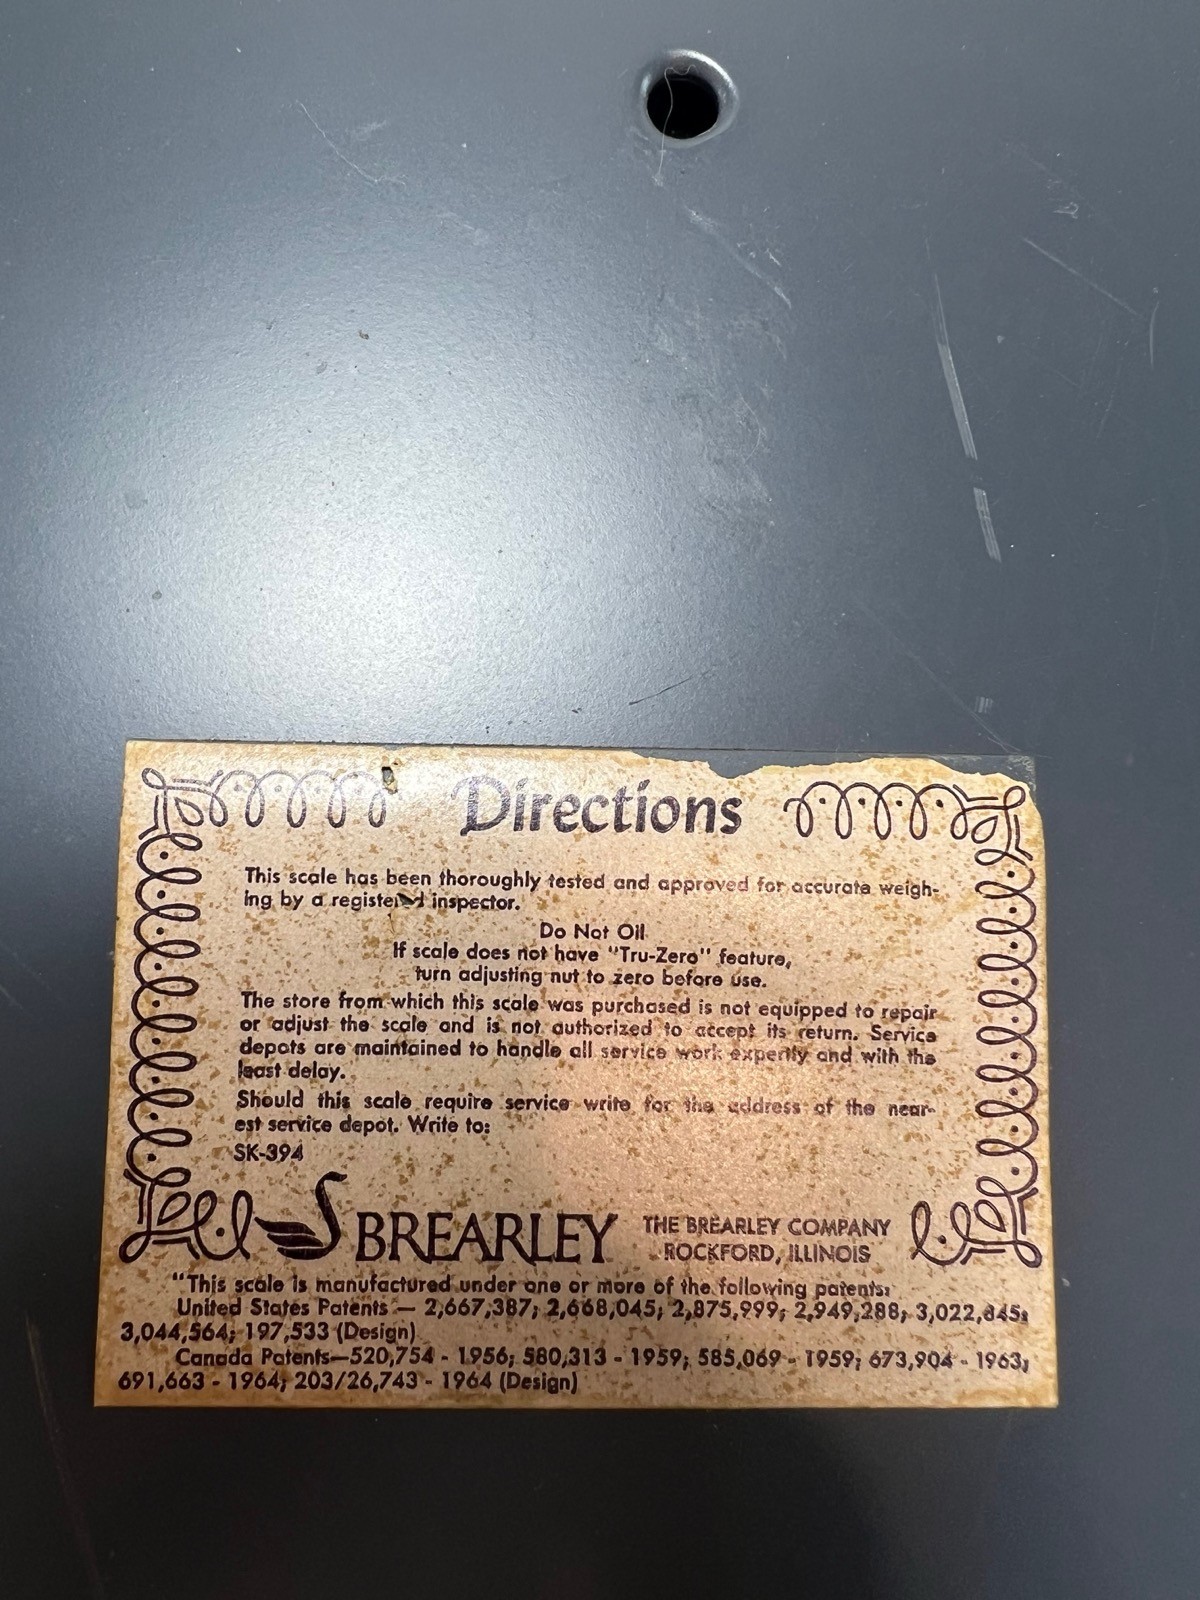 Directions
This scale has been thoroughly tested and approved for accurate weigh-
ing by a registered inspector.
Do Not Oil
If scale does not have "Tru-Zero" feature,
turn adjusting nut to zero before use.
The store from which this scale was purchased is not equipped to repair
or adjust the scale and is not authorized to accept its return. Service
depots are maintained to handle all service work expertly and with the
least delay.
Should this scale require service write for the address of the near-
est service depot. Write to:
SK-394
BREARLEY THE BREARLEY COMPANY
ROCKFORD, ILLINOIS
"This scale is manufactured under one or more of the following patents:
United States Patents — 2,667,387; 2,668,045; 2,875,999; 2,949,288; 3,022,845;
3,044,564; 197,533 (Design)
Canada Patents—520,754 - 1956; 580,313 - 1959; 585,069 - 1959; 673,904 - 1963;
691,663 - 1964; 203/26,743 - 1964 (Design)